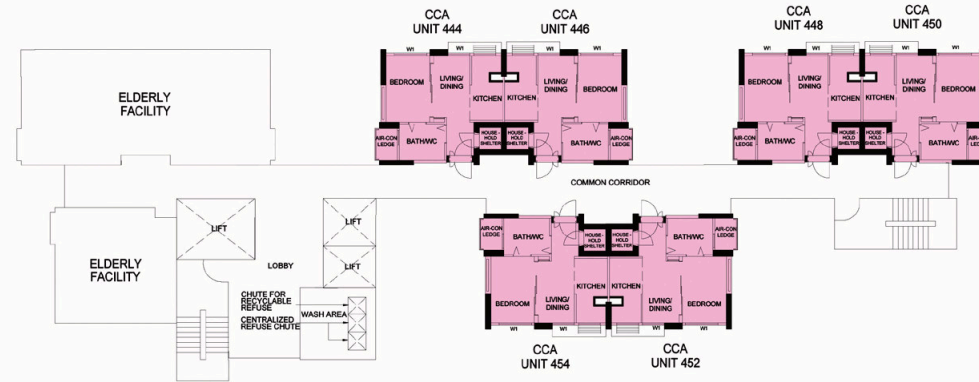 CCA
UNIT 444
CCA
UNIT 446
CCA
UNIT 448
CCA
UNIT 450
W1
W1
W1
W1
W1
W1
ELDERLY
FACILITY
BEDROOM
LIVING/
DINING
KITCHEN
KITCHEN
LIVING/
DINING
BEDROOM
BEDROOM
LIVING/
DINING
KITCHEN
KITCHEN
LIVING/
DINING
BEDROOM
AIR-CON
LEDGE
BATH/WC
HOUSE-
HOLD
SHELTER
HOUSE-
HOLD
SHELTER
BATH/WC
AIR-CON
LEDGE
AIR-CON
LEDGE
BATH/WC
HOUSE-
HOLD
SHELTER
HOUSE-
HOLD
SHELTER
BATH/WC
COMMON CORRIDOR
ELDERLY
FACILITY
LIFT
LIFT
LIFT
LOBBY
CHUTE FOR
RECYCLABLE
REFUSE
CENTRALIZED
REFUSE CHUTE
WASH AREA
AIR-CON
LEDGE
BATH/WC
HOUSE-
HOLD
SHELTER
HOUSE-
HOLD
SHELTER
BATH/WC
AIR-CON
LEDGE
BEDROOM
LIVING/
DINING
KITCHEN
KITCHEN
LIVING/
DINING
BEDROOM
W1
W1
W1
W1
CCA
UNIT 454
CCA
UNIT 452